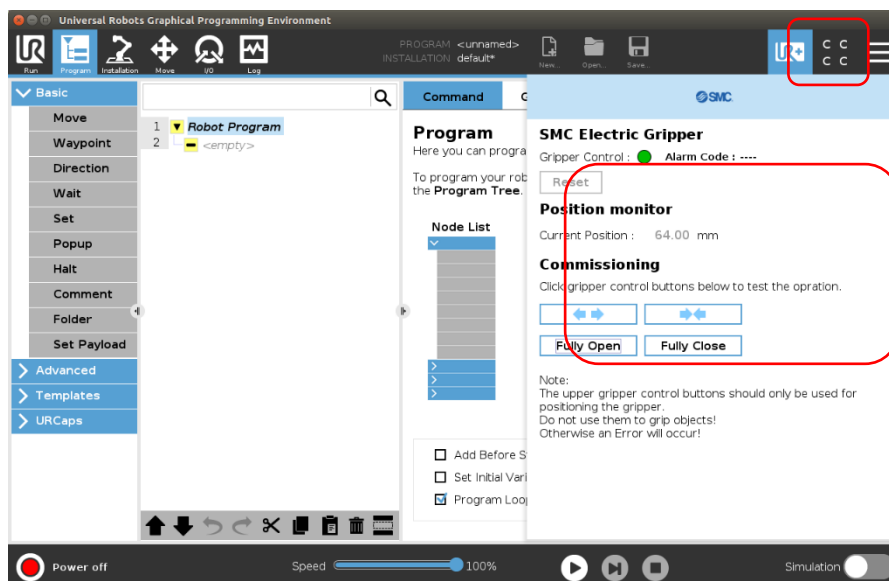 Universal Robots Graphical Programming Environment
UR
Run
Program
Installation
Move
I/O
Log
PROGRAM <unnamed>
INSTALLATION default*
New...
Open...
Save...
UR+
C C
C C
Basic
Move
Waypoint
Direction
Wait
Set
Popup
Halt
Comment
Folder
Set Payload
Advanced
Templates
URCaps
1 Robot Program
2 <empty>
Command
G
Program
Here you can progra
To program your rob
the Program Tree.
Node List
Add Before S
Set Initial Vari
Program Loop
SMC
SMC Electric Gripper
Gripper Control : Alarm Code : ----
Reset
Position monitor
Current Position : 64.00 mm
Commissioning
Click gripper control buttons below to test the opration.
Fully Open Fully Close
Note:
The upper gripper control buttons should only be used for
positioning the gripper.
Do not use them to grip objects!
Otherwise an Error will occur!
Power off
Speed 100%
Simulation